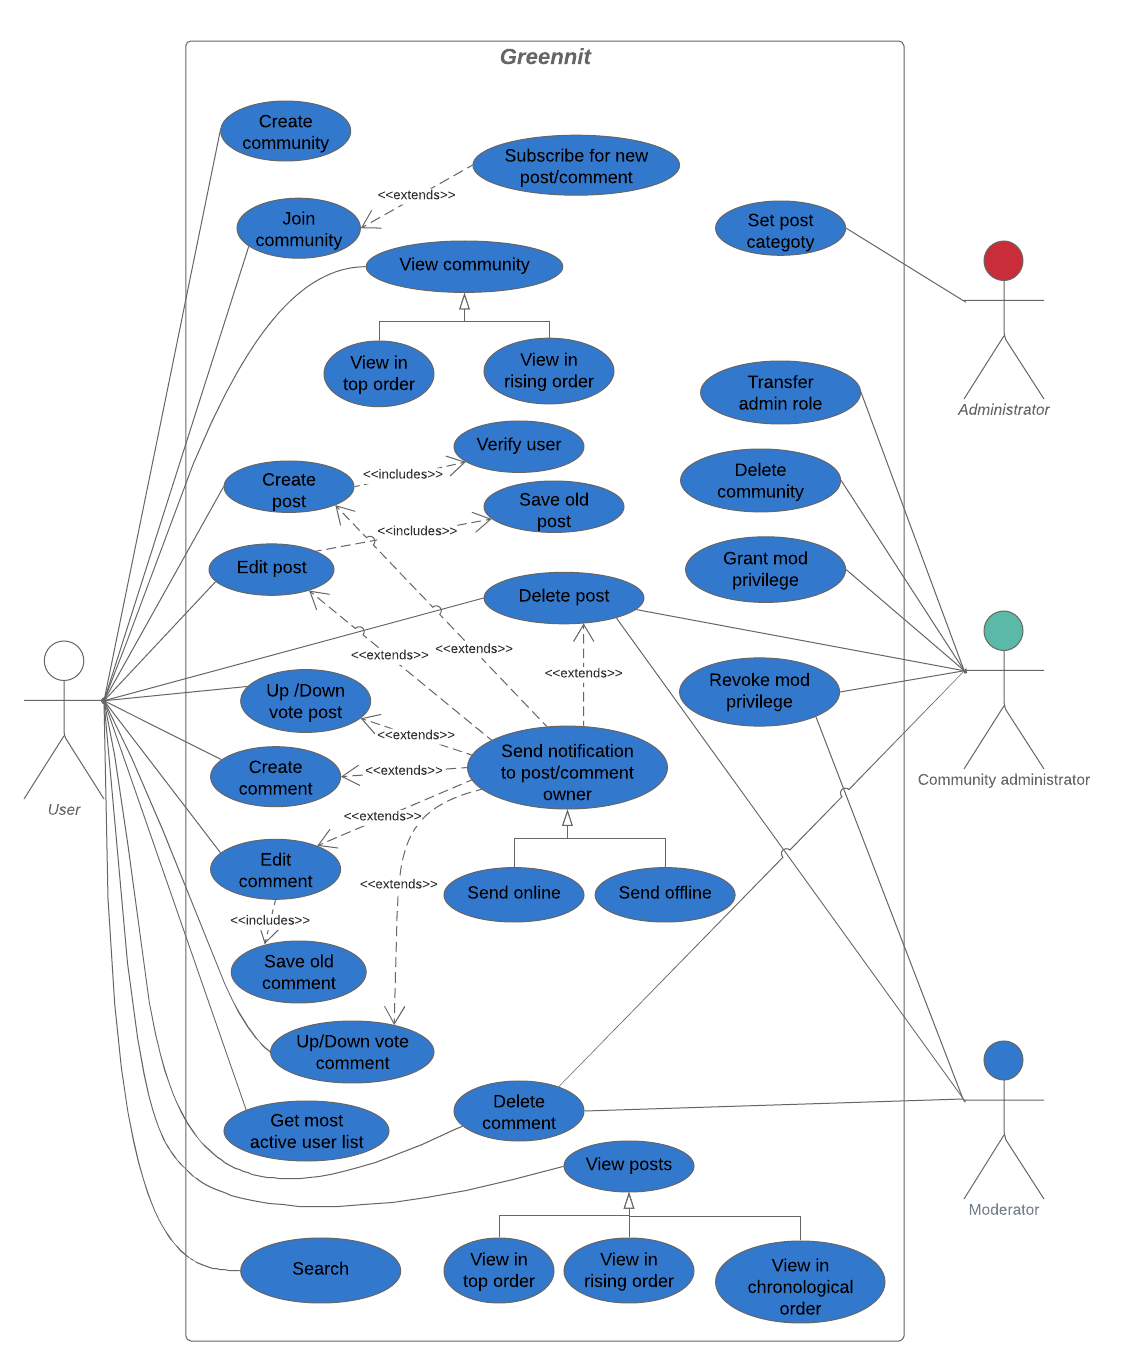 Greennit
Create
community
Subscribe for new
post/comment
<<extends>>
Join
community
Set post
categoty
View community
View in
top order
View in
rising order
Transfer
admin role
Administrator
Verify user
<<includes>>
Create
post
Delete
community
Save old
post
<<includes>>
Edit post
Grant mod
privilege
Delete post
<<extends>>
<<extends>>
<<extends>>
Up /Down
vote post
Revoke mod
privilege
<<extends>>
Send notification
to post/comment
owner
Create
comment
<<extends>>
Community administrator
User
<<extends>>
Edit
comment
<<extends>>
Send online
Send offline
<<includes>>
Save old
comment
Up/Down vote
comment
Delete
comment
Get most
active user list
View posts
Moderator
Search
View in
top order
View in
rising order
View in
chronological
order